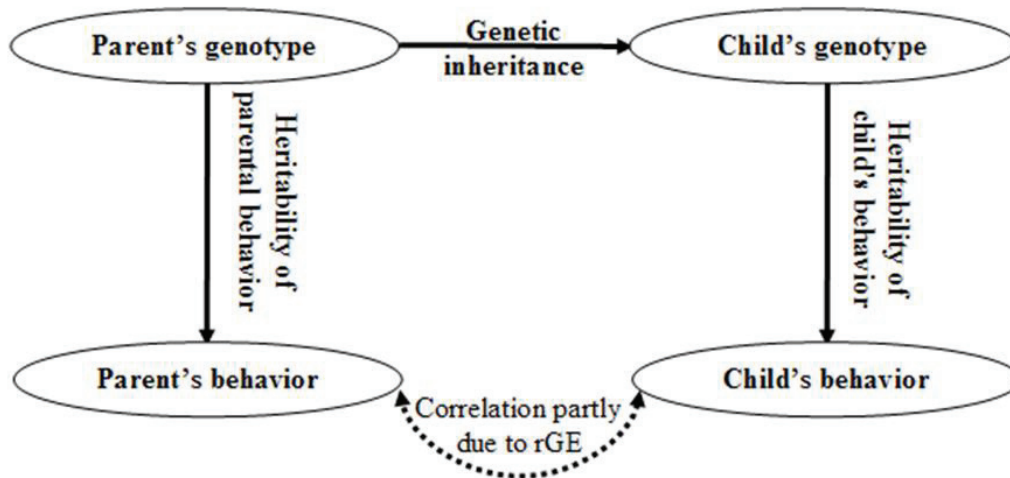 Parent's genotype
Genetic
inheritance
Child's genotype
Heritability of
parental behavior
Heritability of
child's behavior
Parent's behavior
Child's behavior
Correlation partly
due to rGE